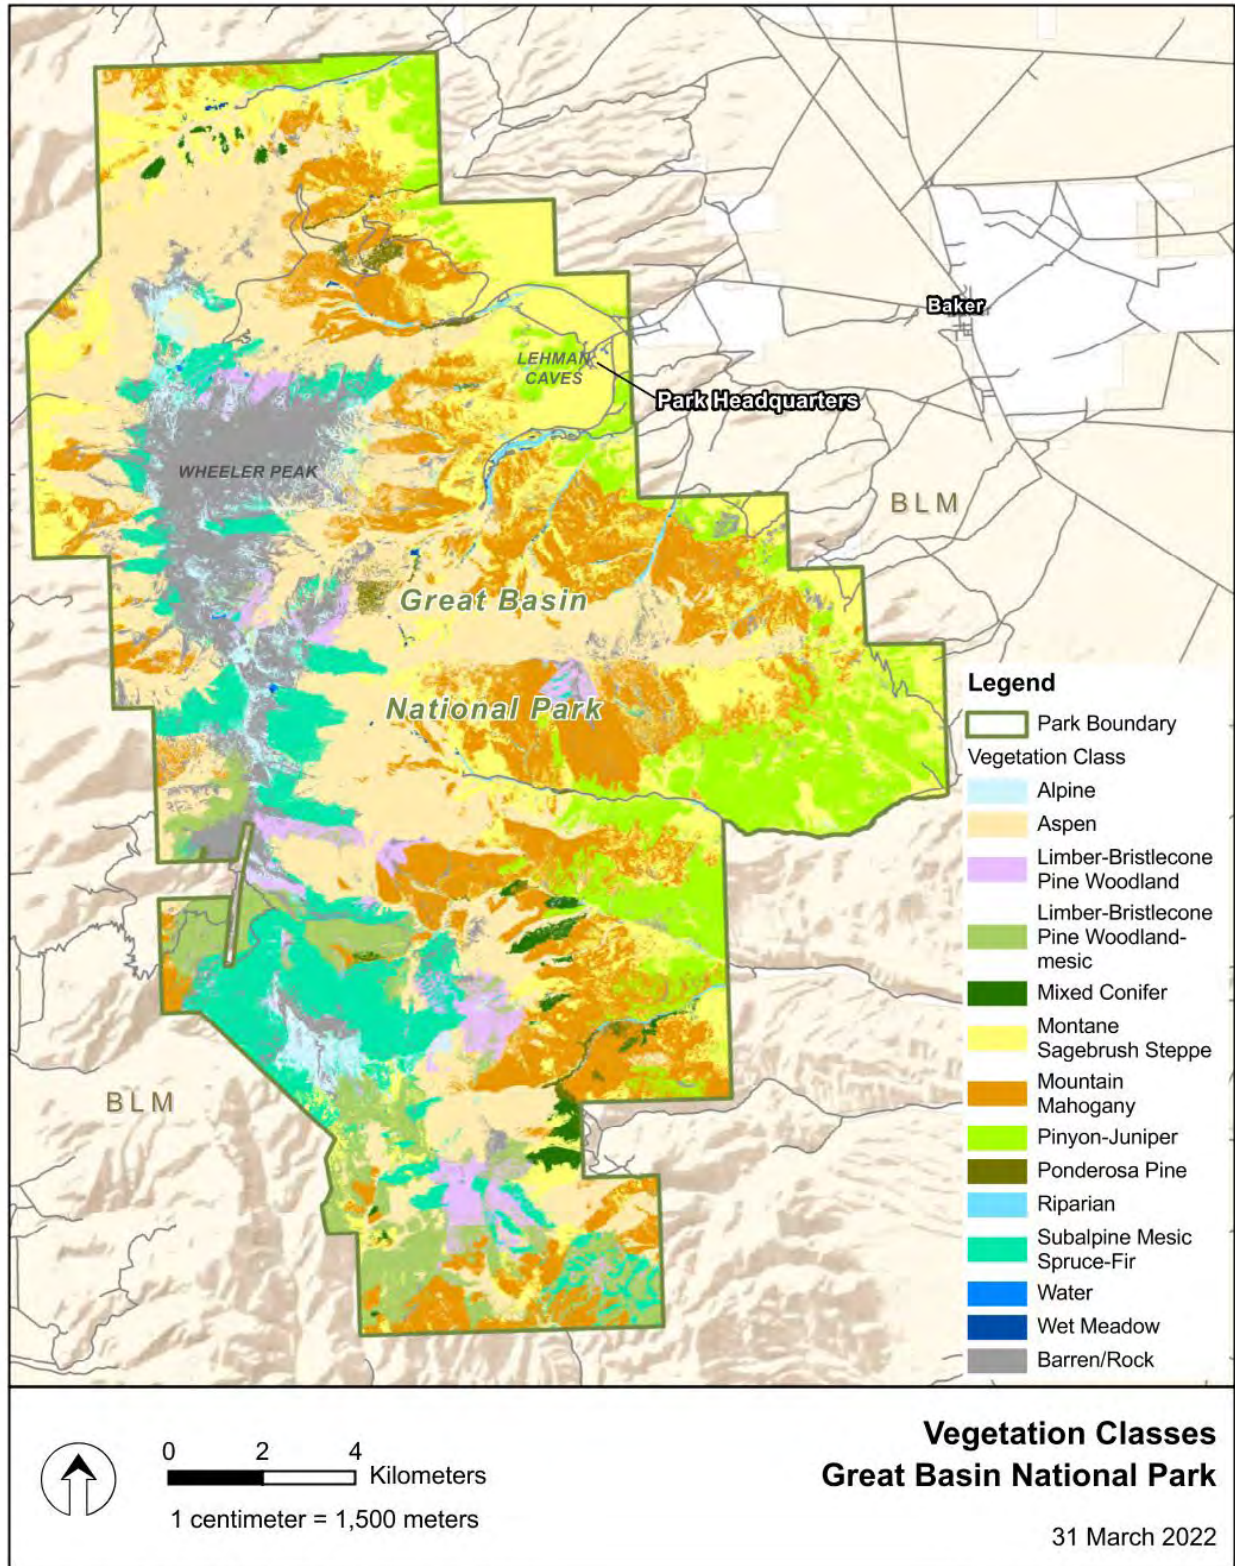 Baker
LEHMAN
CAVES
Park Headquarters
WHEELER PEAK
BLM
Great Basin
National Park
BLM
Legend
Park Boundary
Vegetation Class
Alpine
Aspen
Limber-Bristlecone
Pine Woodland
Limber-Bristlecone
Pine Woodland-
mesic
Mixed Conifer
Montane
Sagebrush Steppe
Mountain
Mahogany
Pinyon-Juniper
Ponderosa Pine
Riparian
Subalpine Mesic
Spruce-Fir
Water
Wet Meadow
Barren/Rock
0 2 4
Kilometers
1 centimeter = 1,500 meters
Vegetation Classes
Great Basin National Park
31 March 2022